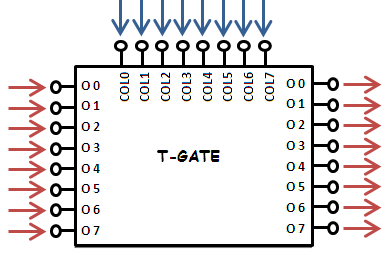 COL0 COL1 COL2 COL3 COL4 COL5 COL6 COL7
O 0 O 0
O 1 O 1
O 2 O 2
O 3 O 3
T-GATE
O 4 O 4
O 5 O 5
O 6 O 6
O 7 O 7